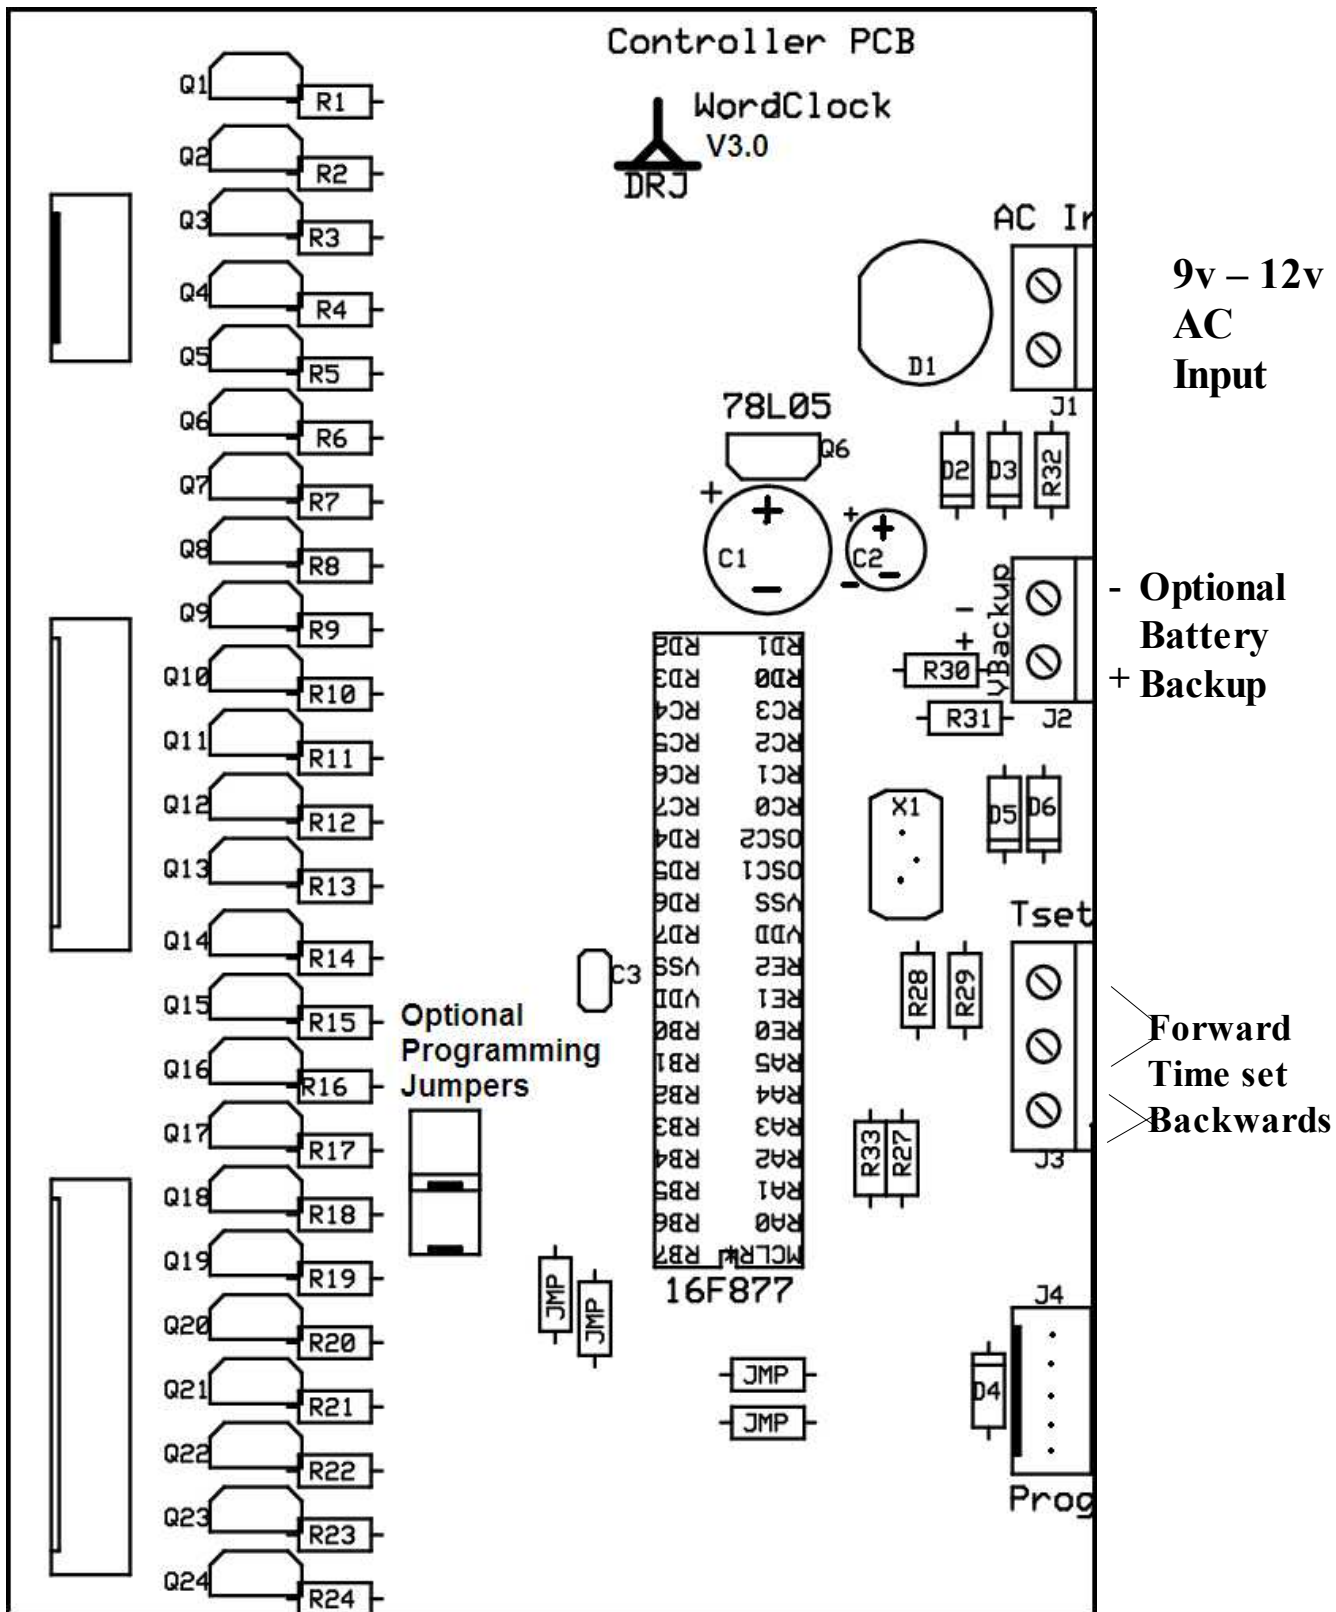 Controller PCB
WordClock
V3.0
DRJ
Q1 R1
Q2 R2
Q3 R3
Q4 R4
Q5 R5
Q6 R6
Q7 R7
Q8 R8
Q9 R9
Q10 R10
Q11 R11
Q12 R12
Q13 R13
Q14 R14
Q15 R15
Q16 R16
Q17 R17
Q18 R18
Q19 R19
Q20 R20
Q21 R21
Q22 R22
Q23 R23
Q24 R24
AC In
D1
J1
9v – 12v
AC
Input
78L05
Q6
D2 D3 R32
+ +
C1
-
+ +
C2
- -
-
+
VBackup
R30
R31
J2
- Optional
Battery
+ Backup
RD2 RD1
RD3 RD0
RC4 RC3
RC5 RC2
RC6 RC1
RC7 RC0
RD4 OSC2
RD5 OSC1
RD6 VSS
RD7 VDD
VSS RE2
VDD RE1
RB0 RE0
RB1 RA5
RB2 RA4
RB3 RA3
RB4 RA2
RB5 RA1
RB6 RA0
RB7 MCLR*
16F877
X1
D5 D6
C3
R28 R29
R33 R27
Tset
J3
Forward
Time set
Backwards
Optional
Programming
Jumpers
JMP
JMP
JMP
JMP
J4
D4
Prog